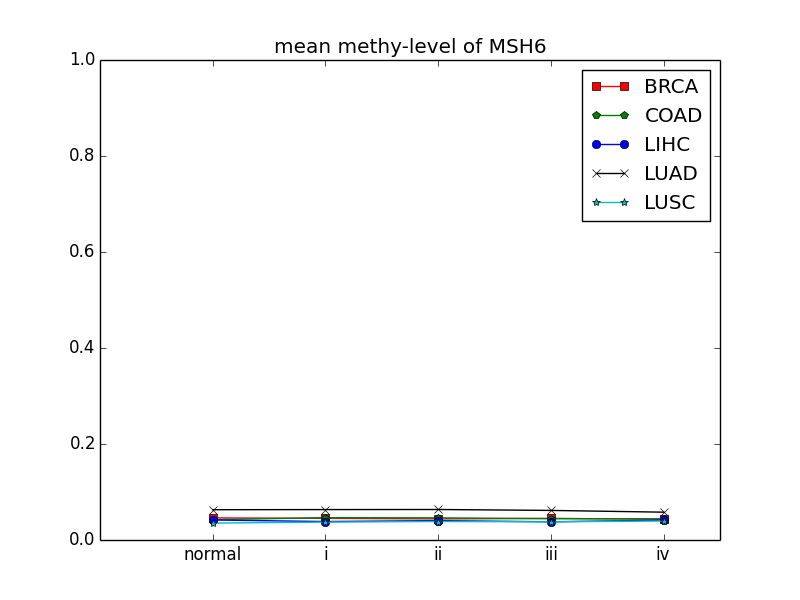 mean methy-level of MSH6
1.0
0.8
0.6
0.4
0.2
0.0
BRCA
COAD
LIHC
LUAD
LUSC
normal i ii iii iv